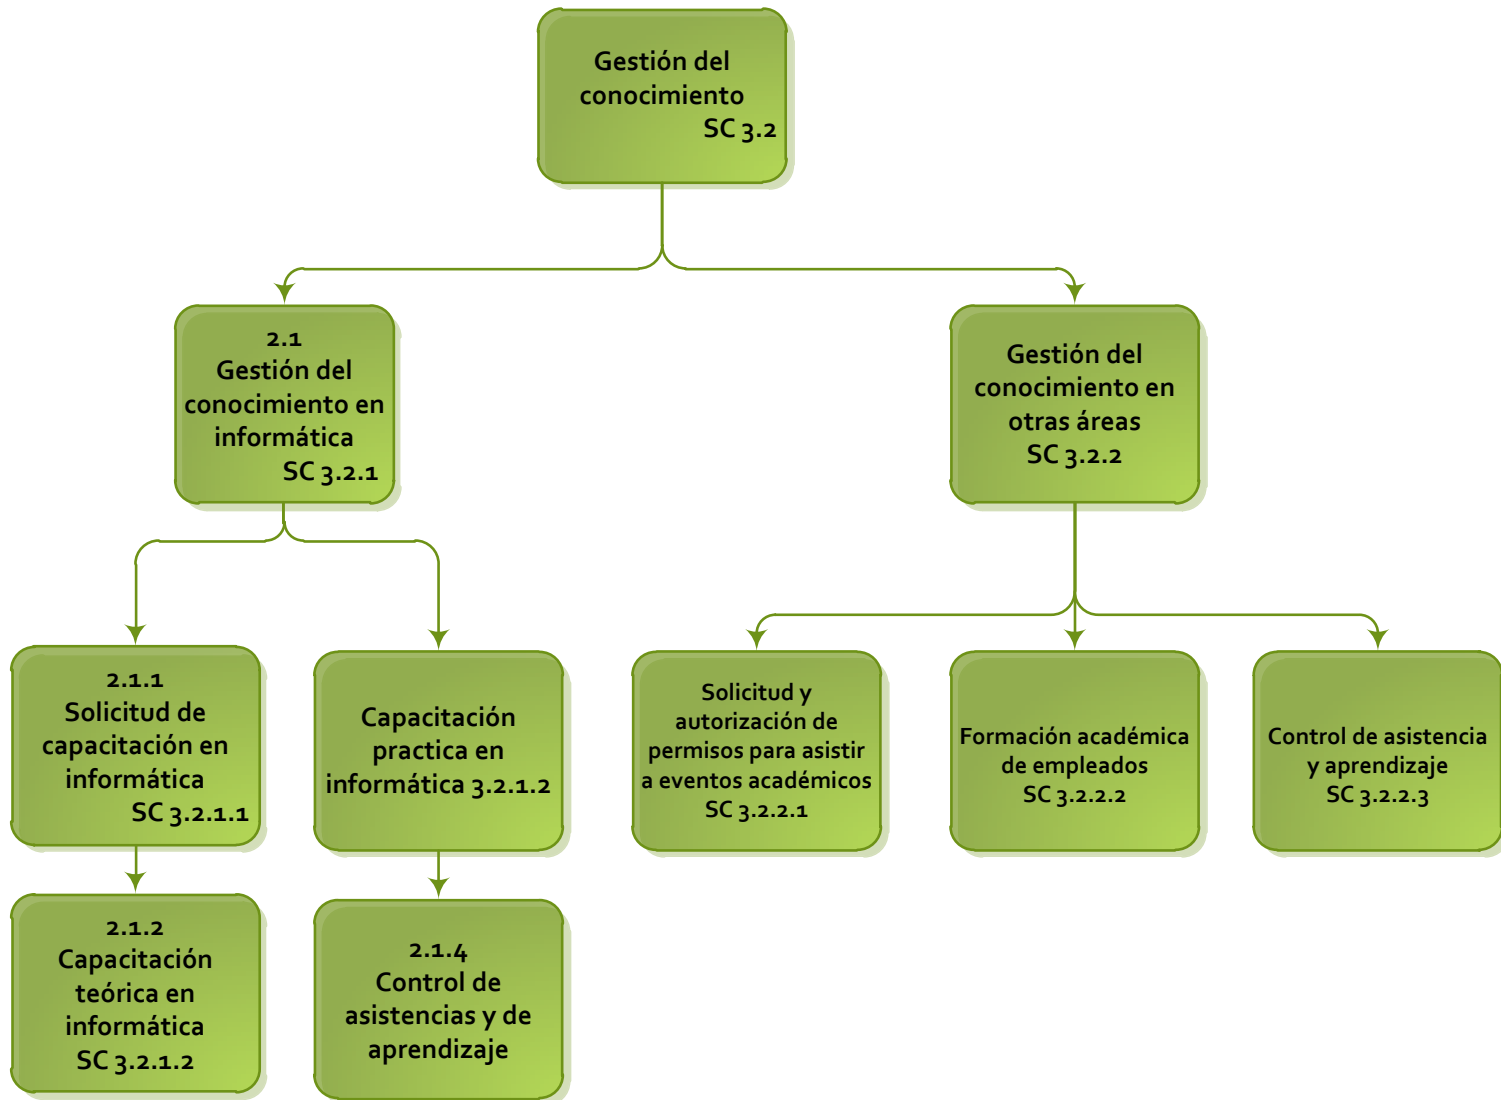 Gestión del
conocimiento
SC 3.2
2.1
Gestión del
conocimiento en
informática
SC 3.2.1
Gestión del
conocimiento en
otras áreas
SC 3.2.2
2.1.1
Solicitud de
capacitación en
informática
SC 3.2.1.1
Capacitación
practica en
informática 3.2.1.2
Solicitud y
autorización de
permisos para asistir
a eventos académicos
SC 3.2.2.1
Formación académica
de empleados
SC 3.2.2.2
Control de asistencia
y aprendizaje
SC 3.2.2.3
2.1.2
Capacitación
teórica en
informática
SC 3.2.1.2
2.1.4
Control de
asistencias y de
aprendizaje